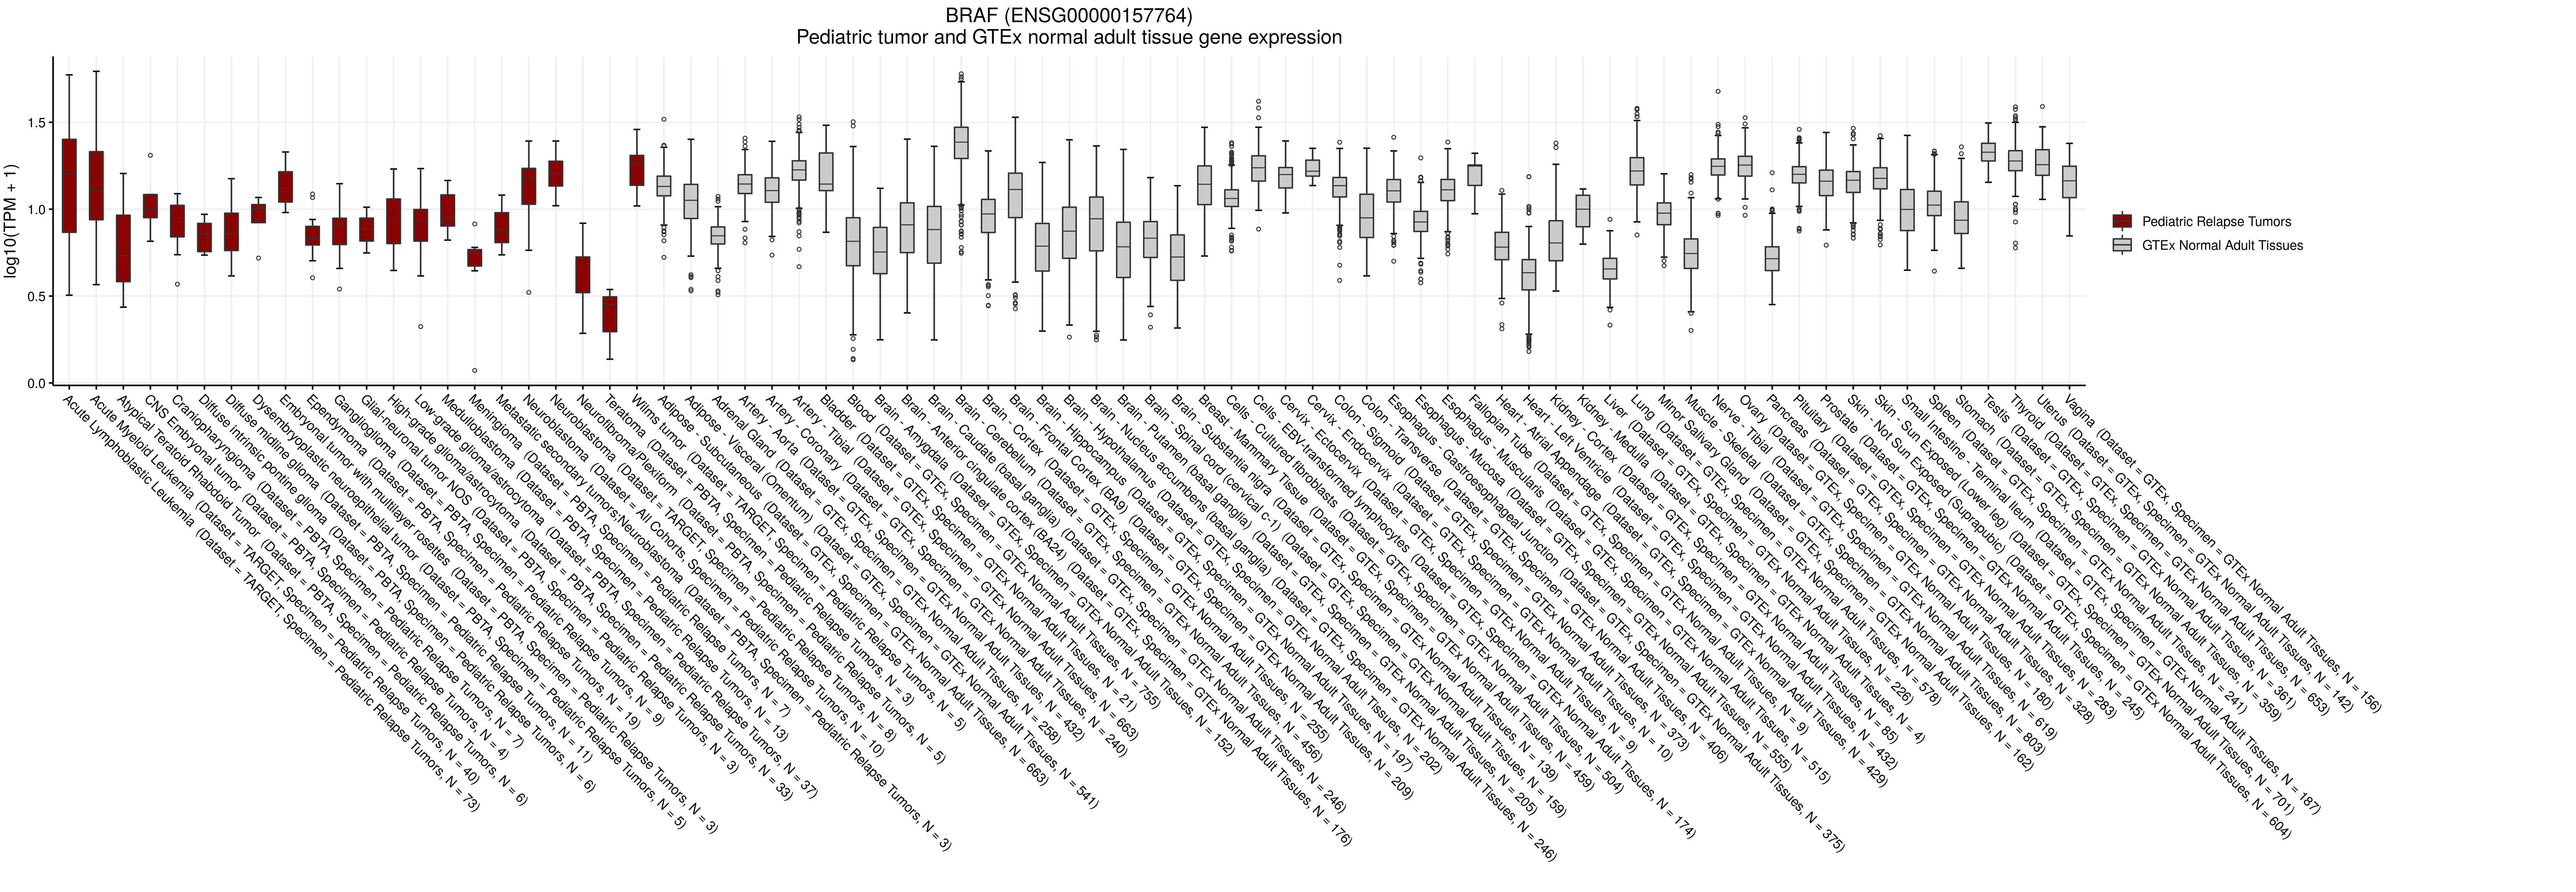 BRAF (ENSG00000157764)
Pediatric tumor and GTEx normal adult tissue gene expression
log10(TPM + 1)
1.5
1.0
0.5
0.0
Acute Lymphoblastic Leukemia (Dataset = TARGET, Specimen = Pediatric Relapse Tumors, N = 73)
Acute Myeloid Leukemia (Dataset = TARGET, Specimen = Pediatric Relapse Tumors, N = 40)
Atypical Teratoid Rhabdoid Tumor (Dataset = PBTA, Specimen = Pediatric Relapse Tumors, N = 6)
CNS Embryonal tumor (Dataset = PBTA, Specimen = Pediatric Relapse Tumors, N = 4)
Craniopharyngioma (Dataset = PBTA, Specimen = Pediatric Relapse Tumors, N = 7)
Diffuse intrinsic pontine glioma (Dataset = PBTA, Specimen = Pediatric Relapse Tumors, N = 6)
Diffuse midline glioma (Dataset = PBTA, Specimen = Pediatric Relapse Tumors, N = 11)
Dysembryoplastic neuroepithelial tumor (Dataset = PBTA, Specimen = Pediatric Relapse Tumors, N = 5)
Embryonal tumor with multilayer rosettes (Dataset = PBTA, Specimen = Pediatric Relapse Tumors, N = 3)
Ependymoma (Dataset = PBTA, Specimen = Pediatric Relapse Tumors, N = 19)
Ganglioglioma (Dataset = PBTA, Specimen = Pediatric Relapse Tumors, N = 9)
Glial-neuronal tumor NOS (Dataset = PBTA, Specimen = Pediatric Relapse Tumors, N = 3)
High-grade glioma/astrocytoma (Dataset = PBTA, Specimen = Pediatric Relapse Tumors, N = 33)
Low-grade glioma/astrocytoma (Dataset = PBTA, Specimen = Pediatric Relapse Tumors, N = 37)
Medulloblastoma (Dataset = PBTA, Specimen = Pediatric Relapse Tumors, N = 13)
Meningioma (Dataset = PBTA, Specimen = Pediatric Relapse Tumors, N = 7)
Metastatic secondary tumors;Neuroblastoma (Dataset = PBTA, Specimen = Pediatric Relapse Tumors, N = 3)
Neuroblastoma (Dataset = All Cohorts, Specimen = Pediatric Relapse Tumors, N = 10)
Neuroblastoma (Dataset = TARGET, Specimen = Pediatric Relapse Tumors, N = 8)
Neurofibroma/Plexiform (Dataset = PBTA, Specimen = Pediatric Relapse Tumors, N = 5)
Teratoma (Dataset = PBTA, Specimen = Pediatric Relapse Tumors, N = 3)
Wilms tumor (Dataset = TARGET, Specimen = Pediatric Relapse Tumors, N = 5)
Adipose - Subcutaneous (Dataset = GTEx, Specimen = GTEx Normal Adult Tissues, N = 663)
Adipose - Visceral (Omentum) (Dataset = GTEx, Specimen = GTEx Normal Adult Tissues, N = 541)
Adrenal Gland (Dataset = GTEx, Specimen = GTEx Normal Adult Tissues, N = 258)
Artery - Aorta (Dataset = GTEx, Specimen = GTEx Normal Adult Tissues, N = 432)
Artery - Coronary (Dataset = GTEx, Specimen = GTEx Normal Adult Tissues, N = 240)
Artery - Tibial (Dataset = GTEx, Specimen = GTEx Normal Adult Tissues, N = 663)
Bladder (Dataset = GTEx, Specimen = GTEx Normal Adult Tissues, N = 21)
Blood (Dataset = GTEx, Specimen = GTEx Normal Adult Tissues, N = 755)
Brain - Amygdala (Dataset = GTEx, Specimen = GTEx Normal Adult Tissues, N = 152)
Brain - Anterior cingulate cortex (BA24) (Dataset = GTEx, Specimen = GTEx Normal Adult Tissues, N = 176)
Brain - Caudate (basal ganglia) (Dataset = GTEx, Specimen = GTEx Normal Adult Tissues, N = 246)
Brain - Cerebellum (Dataset = GTEx, Specimen = GTEx Normal Adult Tissues, N = 456)
Brain - Cortex (Dataset = GTEx, Specimen = GTEx Normal Adult Tissues, N = 255)
Brain - Frontal Cortex (BA9) (Dataset = GTEx, Specimen = GTEx Normal Adult Tissues, N = 209)
Brain - Hippocampus (Dataset = GTEx, Specimen = GTEx Normal Adult Tissues, N = 197)
Brain - Hypothalamus (Dataset = GTEx, Specimen = GTEx Normal Adult Tissues, N = 202)
Brain - Nucleus accumbens (basal ganglia) (Dataset = GTEx, Specimen = GTEx Normal Adult Tissues, N = 246)
Brain - Putamen (basal ganglia) (Dataset = GTEx, Specimen = GTEx Normal Adult Tissues, N = 205)
Brain - Spinal cord (cervical c-1) (Dataset = GTEx, Specimen = GTEx Normal Adult Tissues, N = 159)
Brain - Substantia nigra (Dataset = GTEx, Specimen = GTEx Normal Adult Tissues, N = 139)
Breast - Mammary Tissue (Dataset = GTEx, Specimen = GTEx Normal Adult Tissues, N = 459)
Cells - Cultured fibroblasts (Dataset = GTEx, Specimen = GTEx Normal Adult Tissues, N = 504)
Cells - EBV-transformed lymphocytes (Dataset = GTEx, Specimen = GTEx Normal Adult Tissues, N = 174)
Cervix - Ectocervix (Dataset = GTEx, Specimen = GTEx Normal Adult Tissues, N = 9)
Cervix - Endocervix (Dataset = GTEx, Specimen = GTEx Normal Adult Tissues, N = 10)
Colon - Sigmoid (Dataset = GTEx, Specimen = GTEx Normal Adult Tissues, N = 373)
Colon - Transverse (Dataset = GTEx, Specimen = GTEx Normal Adult Tissues, N = 406)
Esophagus - Gastroesophageal Junction (Dataset = GTEx, Specimen = GTEx Normal Adult Tissues, N = 375)
Esophagus - Mucosa (Dataset = GTEx, Specimen = GTEx Normal Adult Tissues, N = 555)
Esophagus - Muscularis (Dataset = GTEx, Specimen = GTEx Normal Adult Tissues, N = 515)
Fallopian Tube (Dataset = GTEx, Specimen = GTEx Normal Adult Tissues, N = 9)
Heart - Atrial Appendage (Dataset = GTEx, Specimen = GTEx Normal Adult Tissues, N = 429)
Heart - Left Ventricle (Dataset = GTEx, Specimen = GTEx Normal Adult Tissues, N = 432)
Kidney - Cortex (Dataset = GTEx, Specimen = GTEx Normal Adult Tissues, N = 85)
Kidney - Medulla (Dataset = GTEx, Specimen = GTEx Normal Adult Tissues, N = 4)
Liver (Dataset = GTEx, Specimen = GTEx Normal Adult Tissues, N = 226)
Lung (Dataset = GTEx, Specimen = GTEx Normal Adult Tissues, N = 578)
Minor Salivary Gland (Dataset = GTEx, Specimen = GTEx Normal Adult Tissues, N = 162)
Muscle - Skeletal (Dataset = GTEx, Specimen = GTEx Normal Adult Tissues, N = 803)
Nerve - Tibial (Dataset = GTEx, Specimen = GTEx Normal Adult Tissues, N = 619)
Ovary (Dataset = GTEx, Specimen = GTEx Normal Adult Tissues, N = 180)
Pancreas (Dataset = GTEx, Specimen = GTEx Normal Adult Tissues, N = 328)
Pituitary (Dataset = GTEx, Specimen = GTEx Normal Adult Tissues, N = 283)
Prostate (Dataset = GTEx, Specimen = GTEx Normal Adult Tissues, N = 245)
Skin - Not Sun Exposed (Suprapubic) (Dataset = GTEx, Specimen = GTEx Normal Adult Tissues, N = 604)
Skin - Sun Exposed (Lower leg) (Dataset = GTEx, Specimen = GTEx Normal Adult Tissues, N = 701)
Small Intestine - Terminal Ileum (Dataset = GTEx, Specimen = GTEx Normal Adult Tissues, N = 187)
Spleen (Dataset = GTEx, Specimen = GTEx Normal Adult Tissues, N = 241)
Stomach (Dataset = GTEx, Specimen = GTEx Normal Adult Tissues, N = 359)
Testis (Dataset = GTEx, Specimen = GTEx Normal Adult Tissues, N = 361)
Thyroid (Dataset = GTEx, Specimen = GTEx Normal Adult Tissues, N = 653)
Uterus (Dataset = GTEx, Specimen = GTEx Normal Adult Tissues, N = 142)
Vagina (Dataset = GTEx, Specimen = GTEx Normal Adult Tissues, N = 156)
Pediatric Relapse Tumors
GTEx Normal Adult Tissues